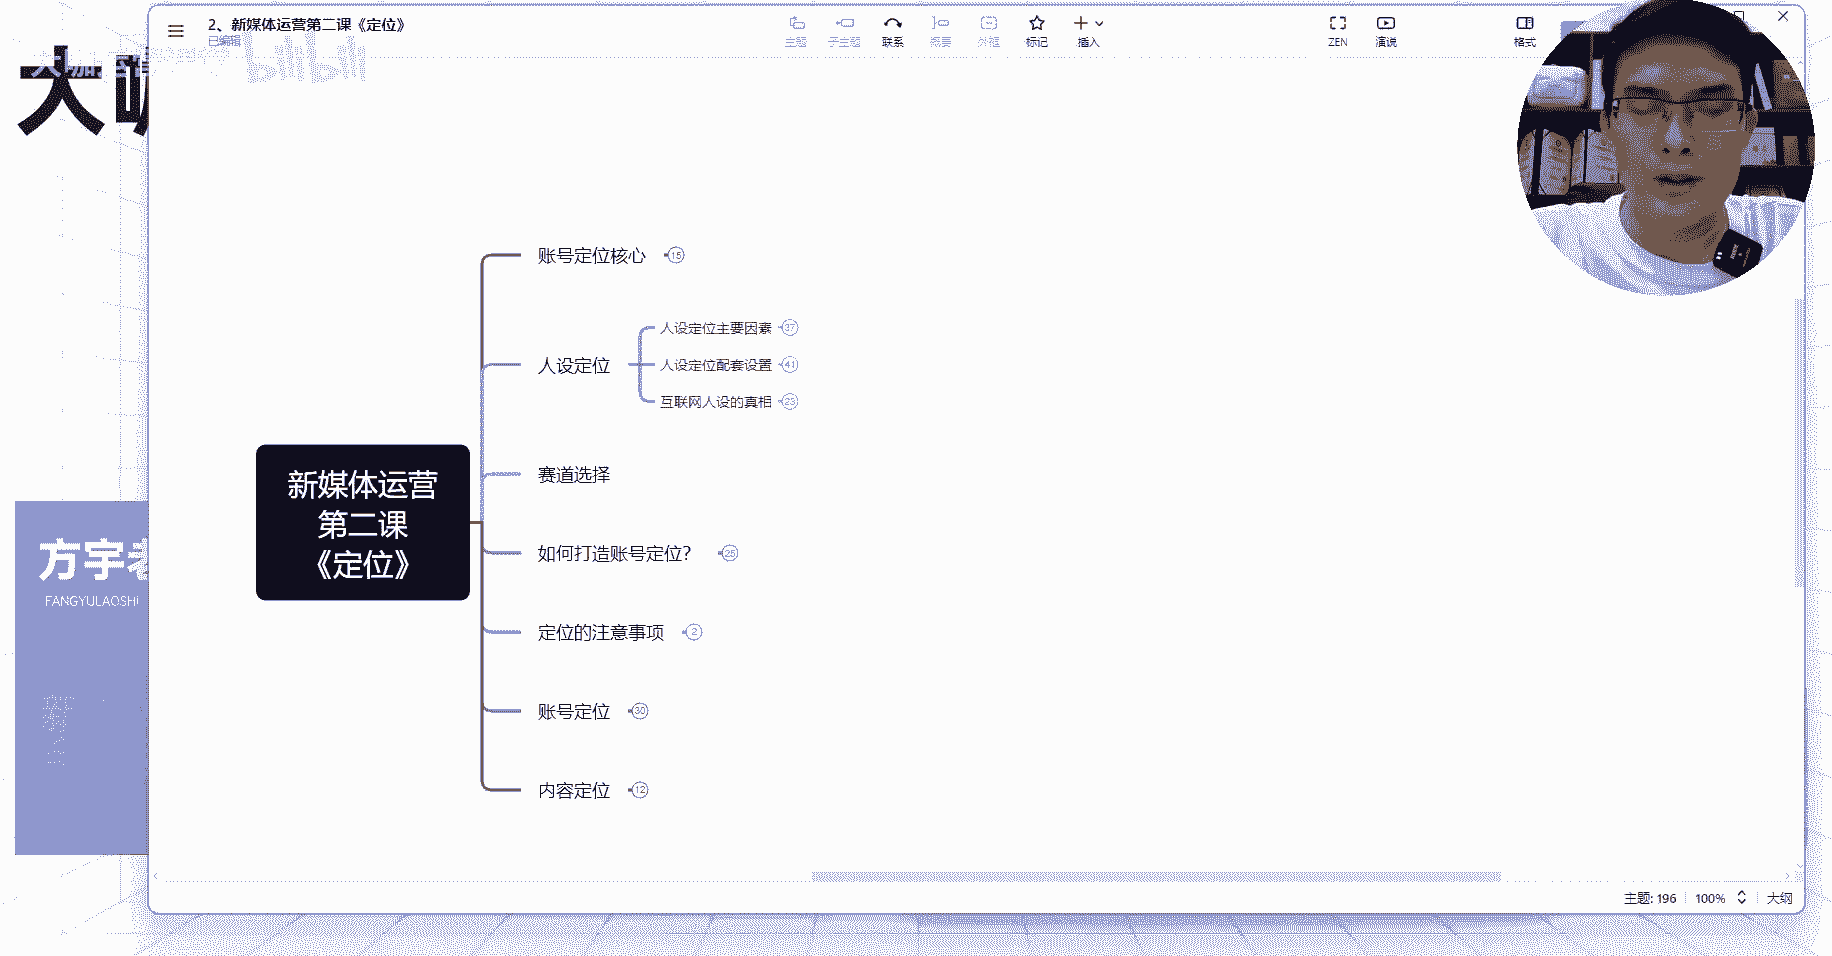 2、新媒体运营第二课《定位》
已编辑
主题
子主题
联系
概要
外框
标记
插入
ZEN
演说
格式
bilibili
大咖
账号定位核心 15
人设定位主要因素 37
人设定位
人设定位配套设置 41
互联网人设的真相 23
赛道选择
新媒体运营
第二课
《定位》
如何打造账号定位？ 25
定位的注意事项 2
账号定位 30
内容定位 12
方宇老
FANGYULAOSHI
主题: 196
100%
大纲